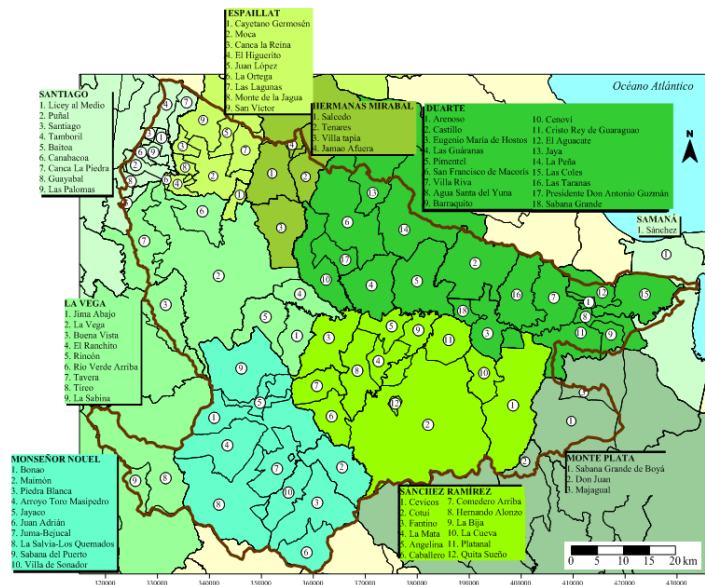 ESPAILLAT
1. Cayetano Germosén
2. Moca
3. Canca la Reina
4. El Higuerito
5. Juan López
6. La Ortega
7. Las Lagunas
8. Monte de la Jagua
9. San Víctor
SANTIAGO
1. Licey al Medio
2. Puñal
3. Santiago
4. Tamboril
5. Baitoa
6. Canabacoa
7. Canca La Piedra
8. Guayabal
9. Las Palomas
HERMANAS MIRABAL
1. Salcedo
2. Tenares
3. Villa tapia
4. Jamao Afuera
DUARTE
1. Arenoso
2. Castillo
3. Eugenio María de Hostos
4. Las Guáranas
5. Pimentel
6. San Francisco de Macorís
7. Villa Riva
8. Agua Santa del Yuna
9. Barraquito
10. Cenoví
11. Cristo Rey de Guaraguao
12. El Aguacate
13. Jaya
14. La Peña
15. Las Coles
16. Las Taranas
17. Presidente Don Antonio Guzmán
18. Sabana Grande
Océano Atlántico
N
SAMANÁ
1. Sánchez
LA VEGA
1. Jima Abajo
2. La Vega
3. Buena Vista
4. El Ranchito
5. Rincón
6. Río Verde Arriba
7. Tavera
8. Tireo
9. La Sabina
MONSEÑOR NOUEL
1. Bonao
2. Maimón
3. Piedra Blanca
4. Arroyo Toro Masipedro
5. Jayaco
6. Juan Adrián
7. Juma-Bejucal
8. La Salvia-Los Quemados
9. Sabana del Puerto
10. Villa de Sonador
SÁNCHEZ RAMÍREZ
1. Cevicos
2. Cotuí
3. Fantino
4. La Mata
5. Angelina
6. Caballero
7. Comedero Arriba
8. Hernando Alonzo
9. La Bija
10. La Cueva
11. Platanal
12. Quita Sueño
MONTE PLATA
1. Sabana Grande de Boyá
2. Don Juan
3. Majagual
0 10 20 km